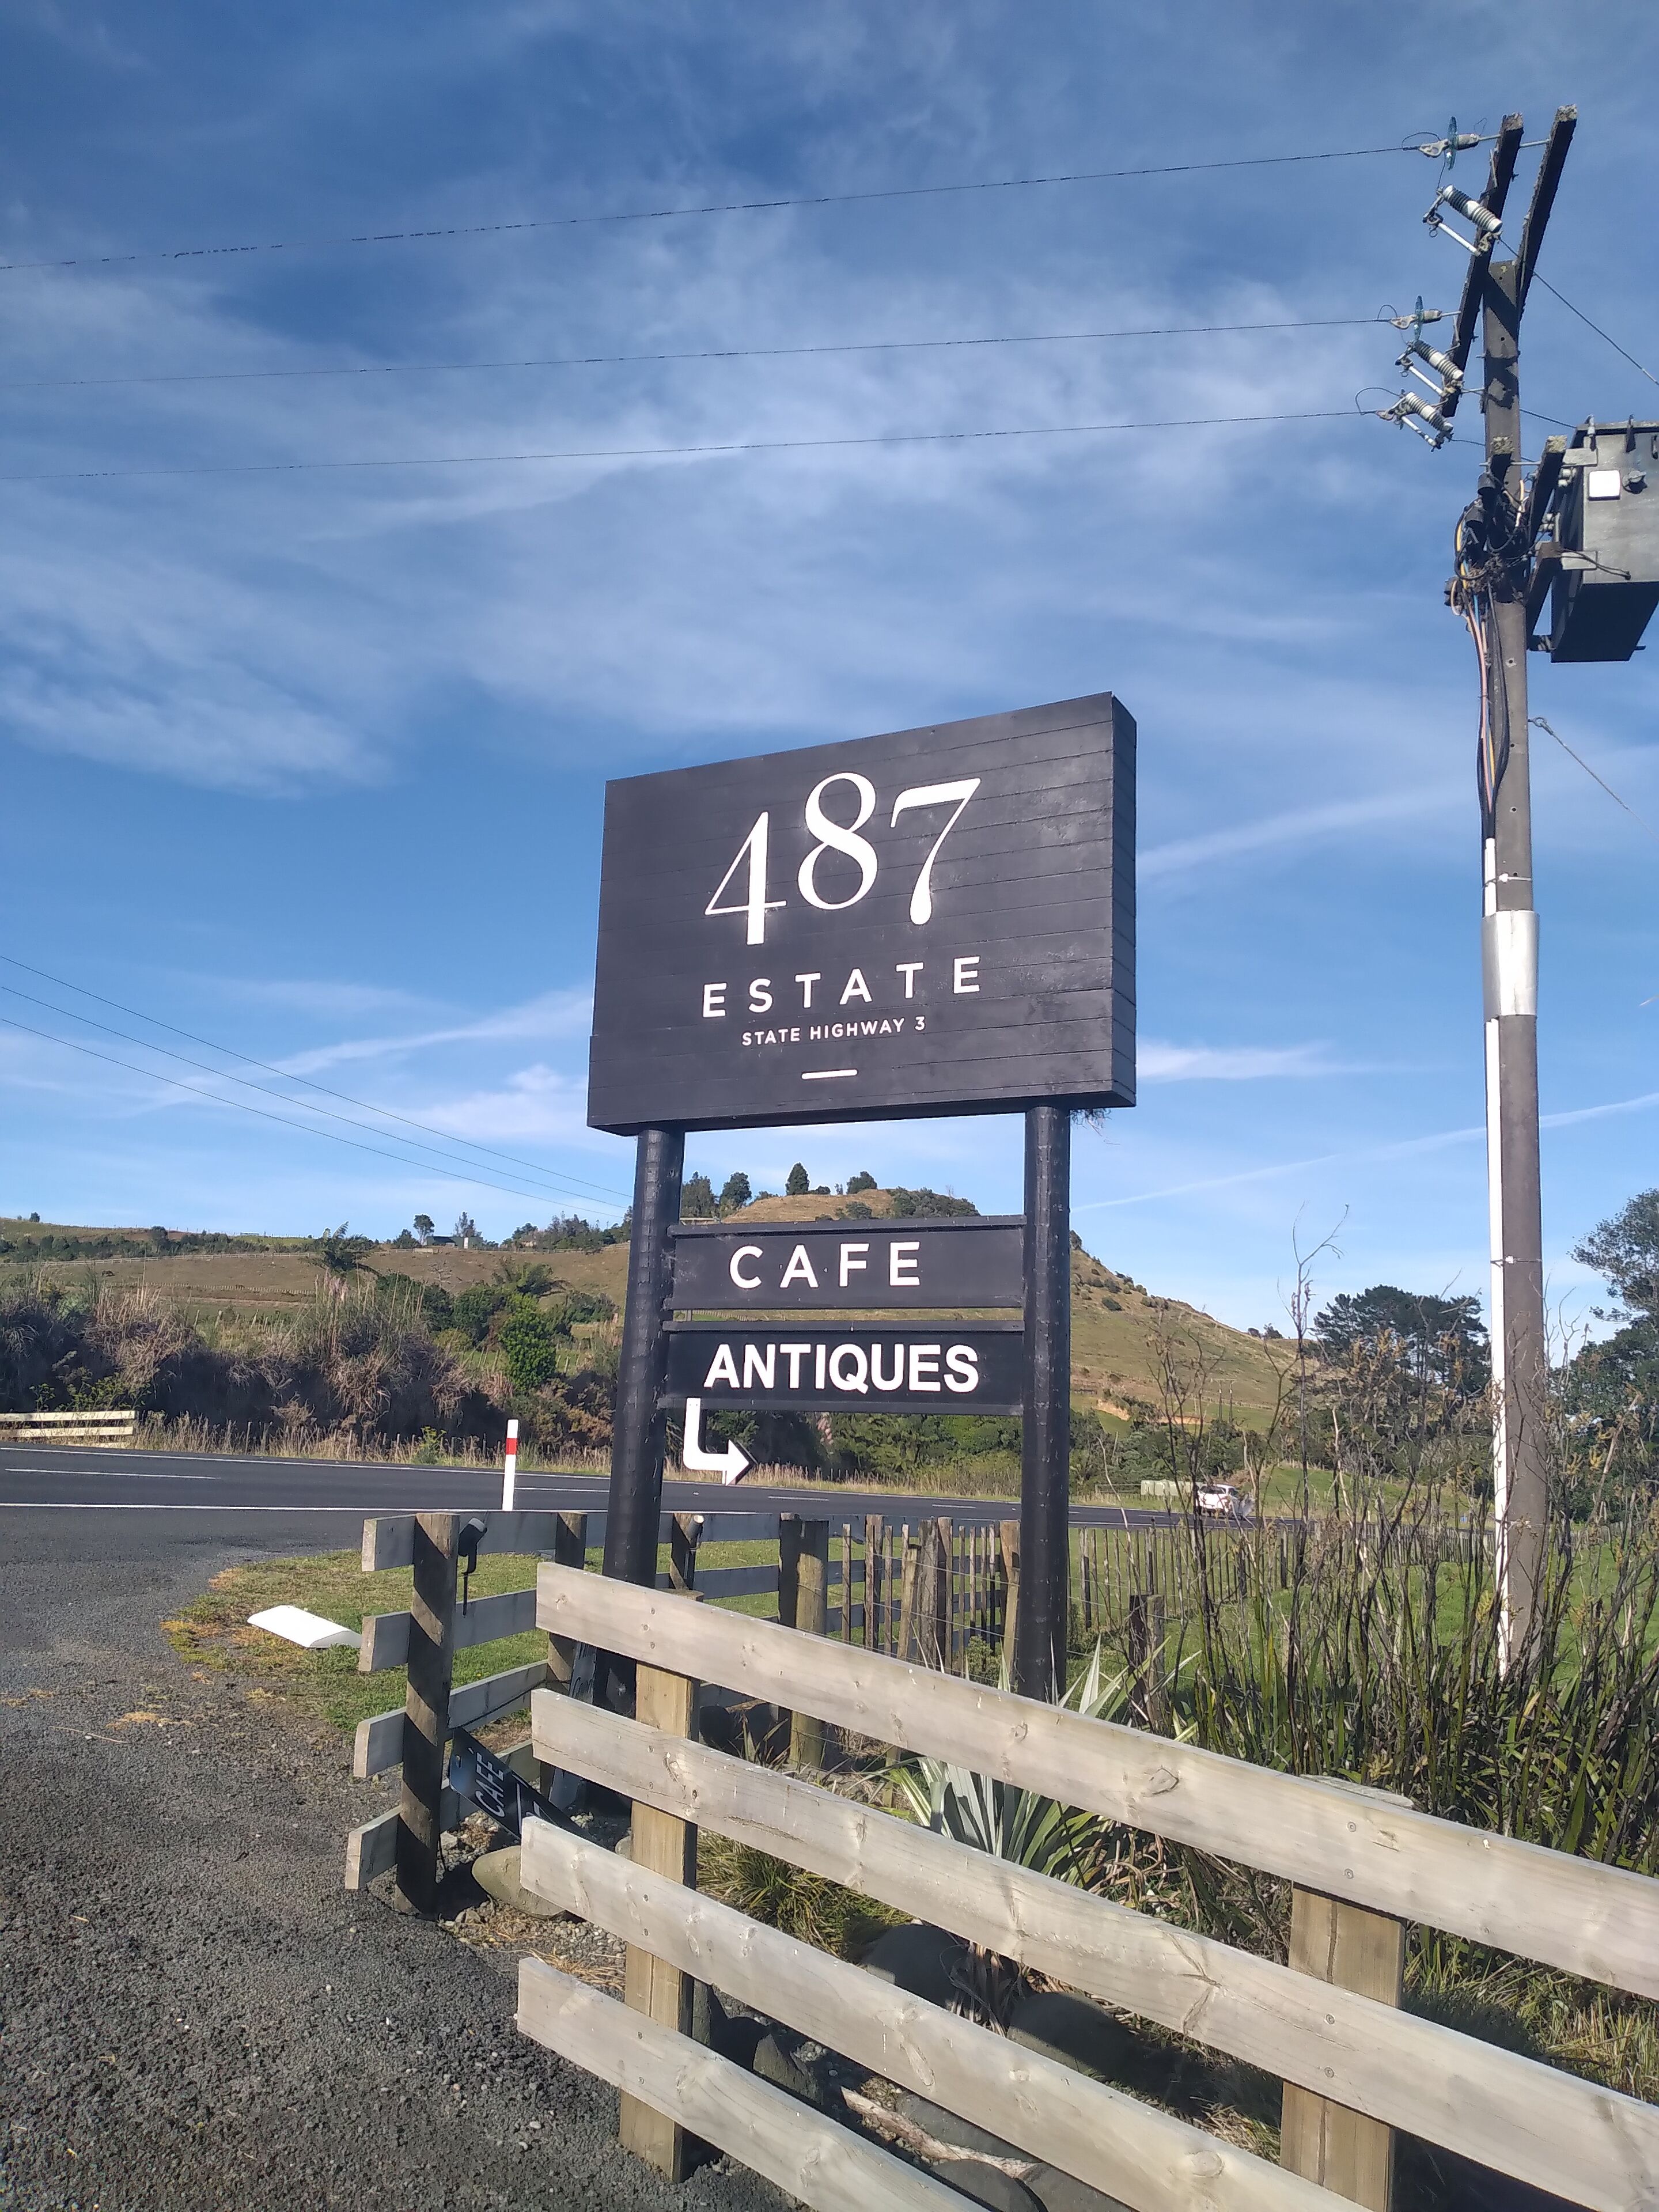 487
ESTATE
STATE HIGHWAY 3
CAFE
ANTIQUES
CAFE